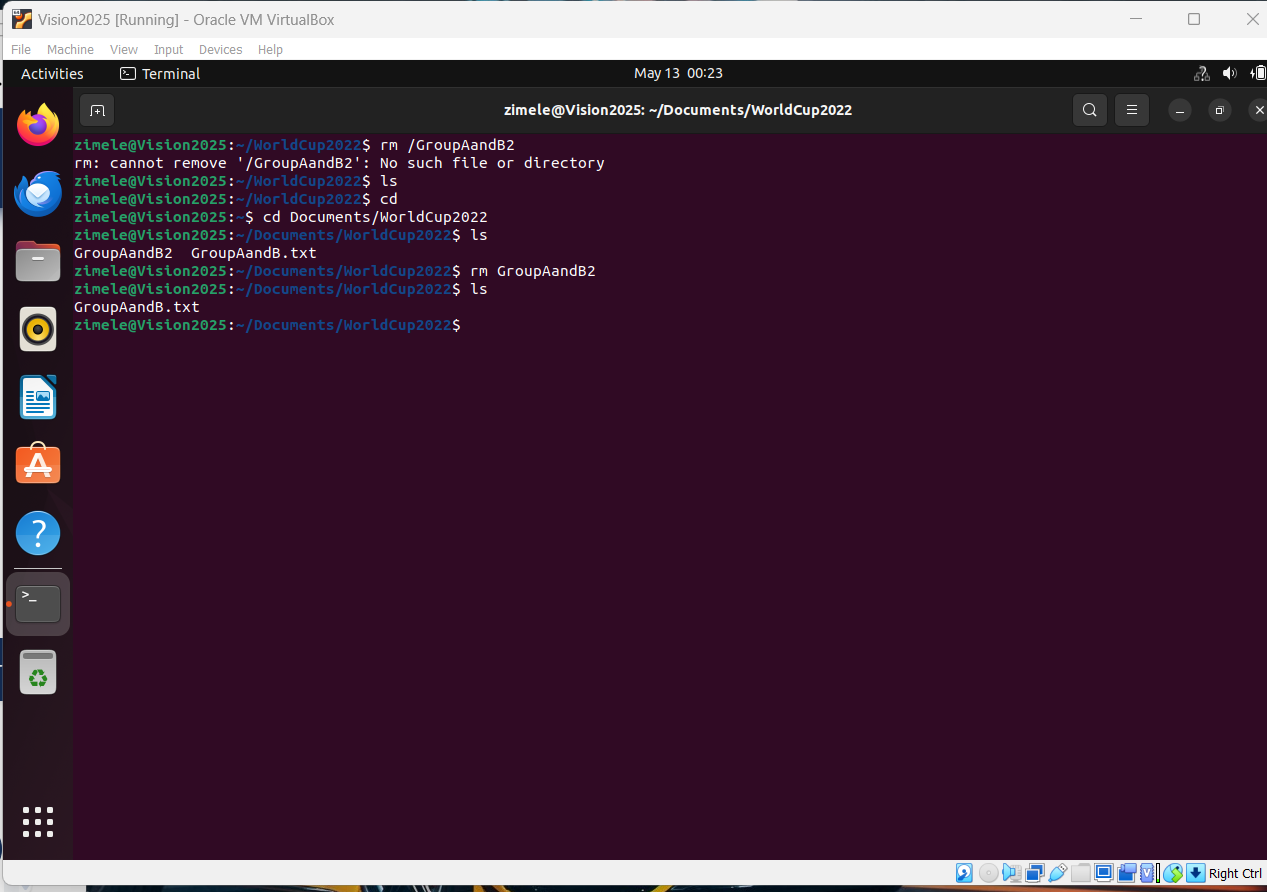 Vision2025 [Running] - Oracle VM VirtualBox
File Machine View Input Devices Help
Activities Terminal May 13 00:23
zimele@Vision2025: ~/Documents/WorldCup2022
zimele@Vision2025:~/WorldCup2022$ rm /GroupAandB2
rm: cannot remove '/GroupAandB2': No such file or directory
zimele@Vision2025:~/WorldCup2022$ ls
zimele@Vision2025:~/WorldCup2022$ cd
zimele@Vision2025:~$ cd Documents/WorldCup2022
zimele@Vision2025:~/Documents/WorldCup2022$ ls
GroupAandB2  GroupAandB.txt
zimele@Vision2025:~/Documents/WorldCup2022$ rm GroupAandB2
zimele@Vision2025:~/Documents/WorldCup2022$ ls
GroupAandB.txt
zimele@Vision2025:~/Documents/WorldCup2022$
Right Ctrl